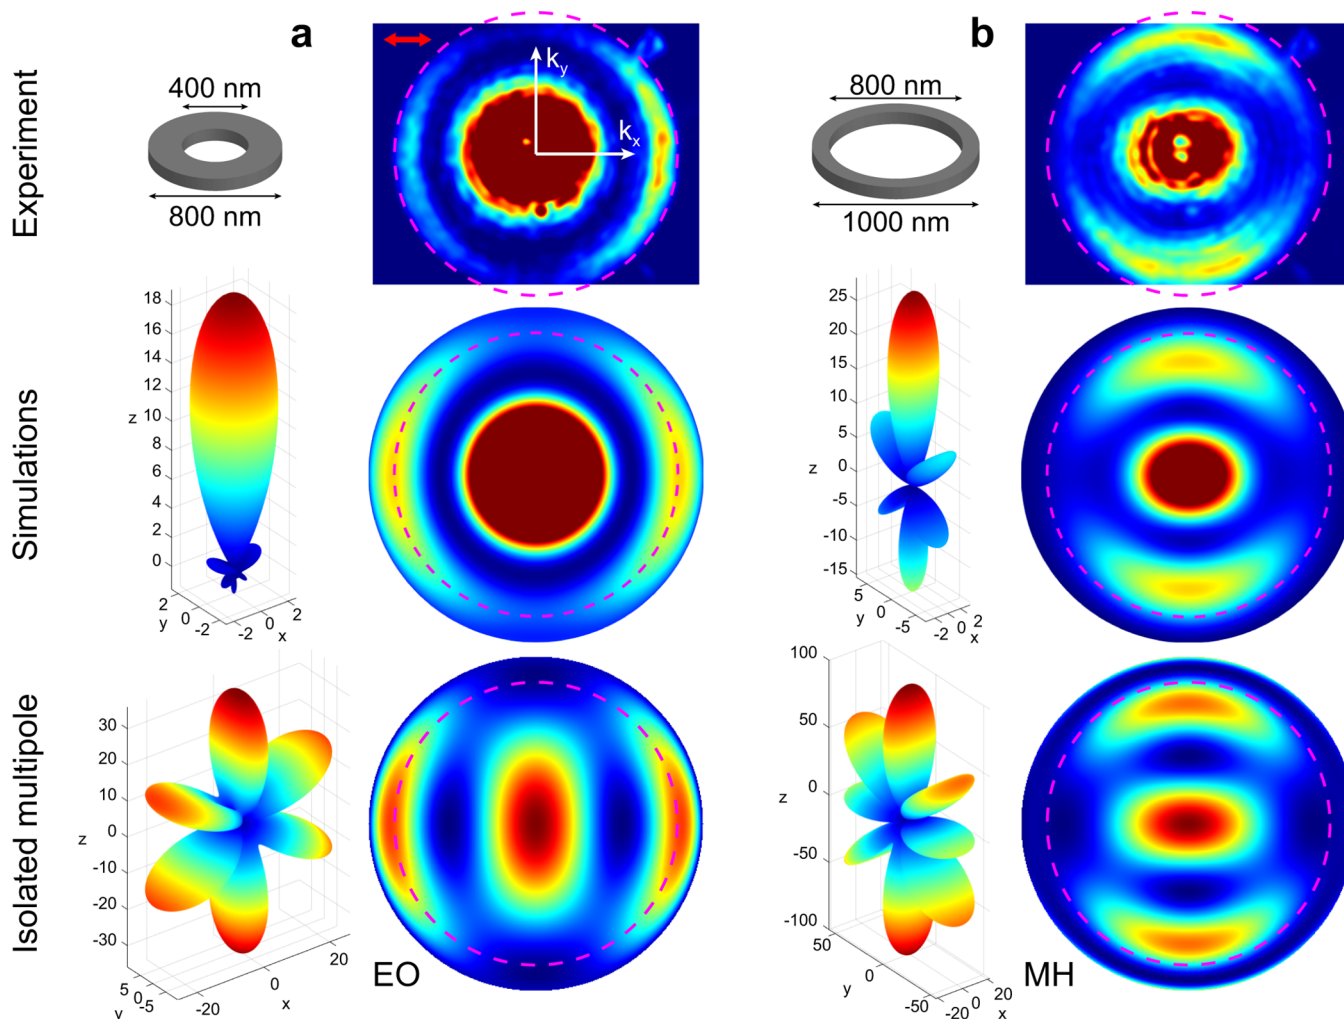 a
b
Experiment
400 nm
800 nm
k_y
k_x
800 nm
1000 nm
Simulations
18
16
14
12
10
8
6
4
2
0
z
2
0
-2
y
-2
0
2
x
25
20
15
10
5
0
-5
-10
-15
z
5
0
-5
y
-2
0
2
x
Isolated multipole
30
20
10
0
-10
-20
-30
z
5
0
-5
y
-20
0
20
x
EO
100
50
0
-50
-100
z
50
0
-50
y
-20
0
20
x
MH